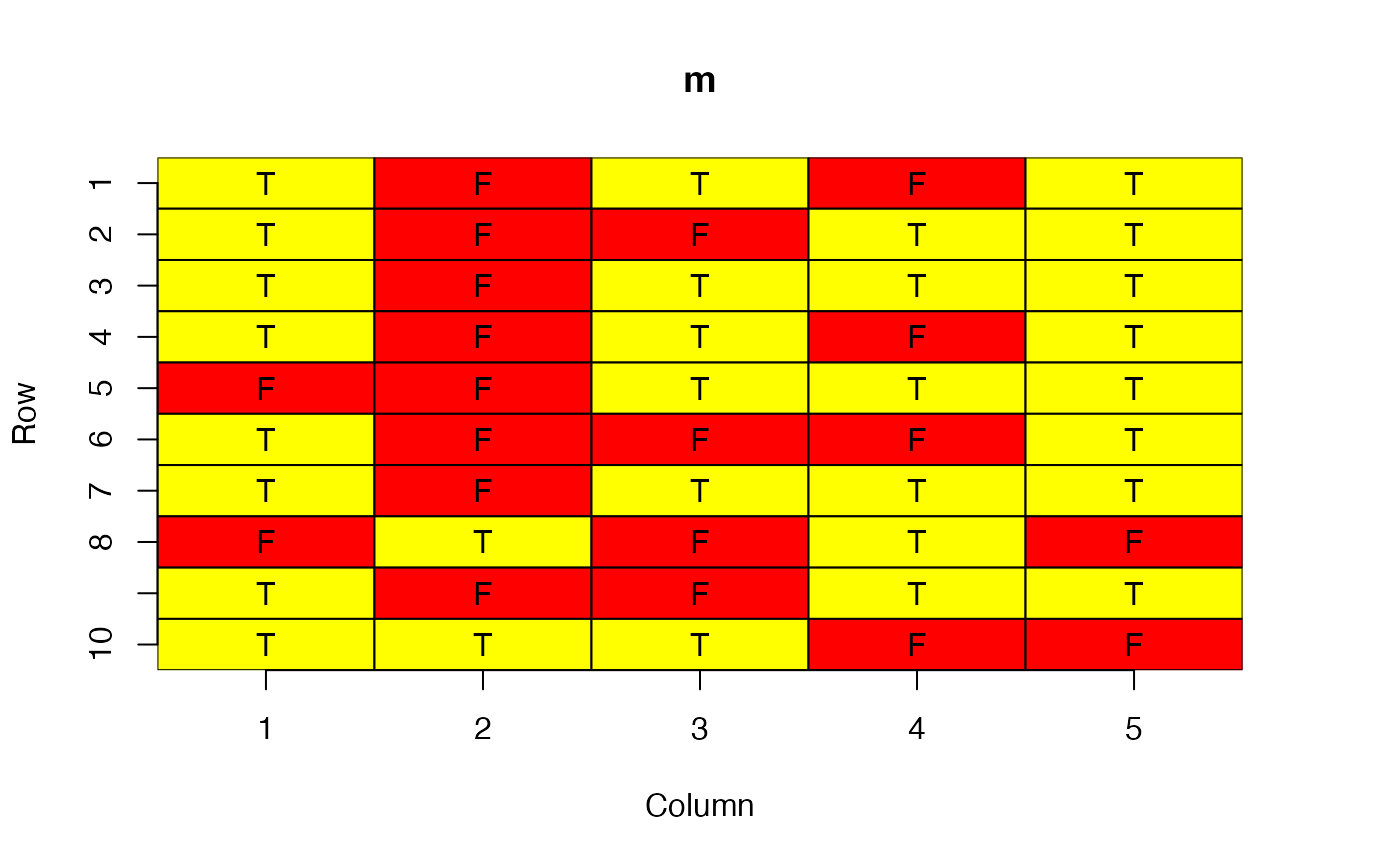 m
1 T F T F T
2 T F F T T
3 T F T T T
4 T F T F T
5 F F T T T
6 T F F F T
7 T F T T T
8 F T F T F
T F F T T
10 T T T F F
Row
1 2 3 4 5
Column